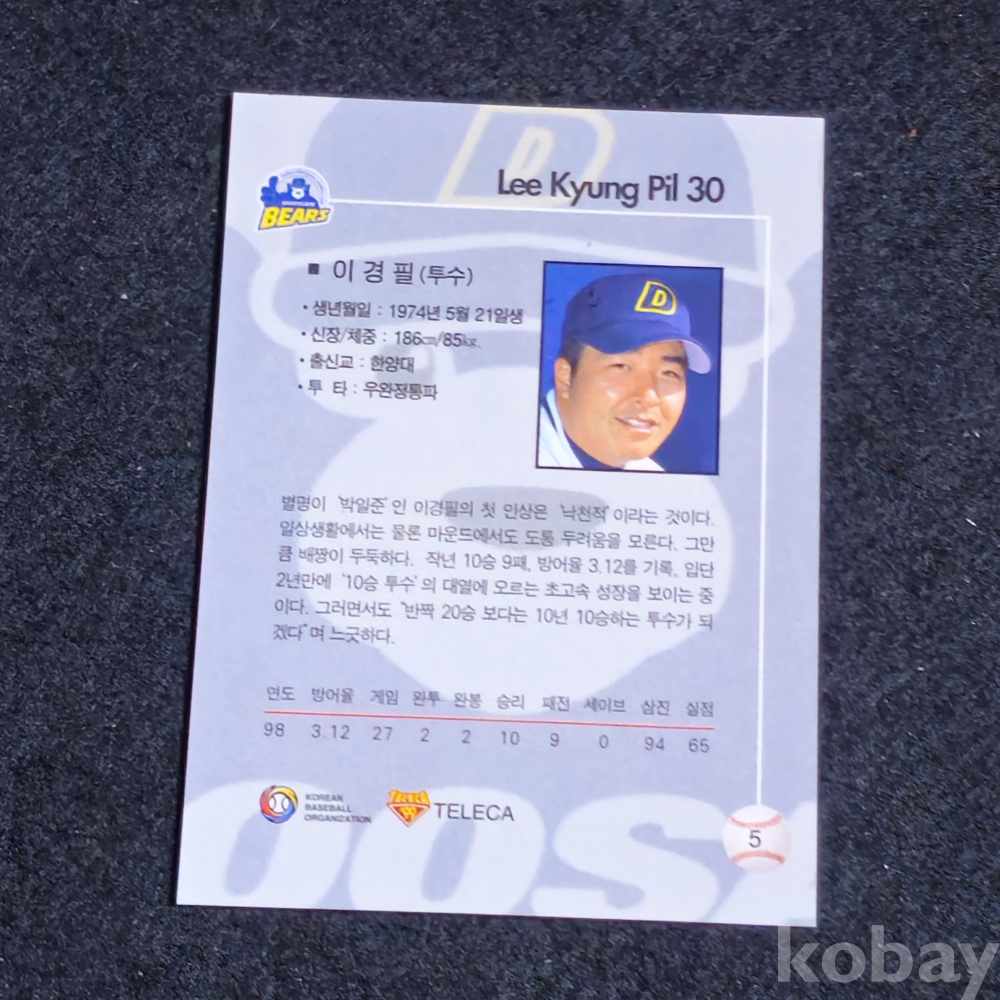 D
Lee Kyung Pil 30
BEARS
■ 이 경 필 (투수)
• 생년월일 : 1974년 5월 21일생
• 신장/체중 : 186cm/85kg.
• 출신교 : 한양대
• 투 타 : 우완정통파
D
별명이 '박일준' 인 이경필의 첫 인상은 '낙천적' 이라는 것이다.
일상생활에서는 물론 마운드에서도 도통 두려움을 모른다. 그만
큼 배짱이 두둑하다. 작년 10승 9패, 방어율 3.12를 기록, 입단
2년만에 '10승 투수' 의 대열에 오르는 초고속 성장을 보이는 중
이다. 그러면서도 "반짝 20승 보다는 10년 10승하는 투수가 되
겠다" 며 느긋하다.
연도 방어율 게임 완투 완봉 승리 패전 세이브 삼진 실점
98 3.12 27 2 2 10 9 0 94 65
KOREAN
BASEBALL
ORGANIZATION
TELECA
99
TELECA
5
OOS
kobay